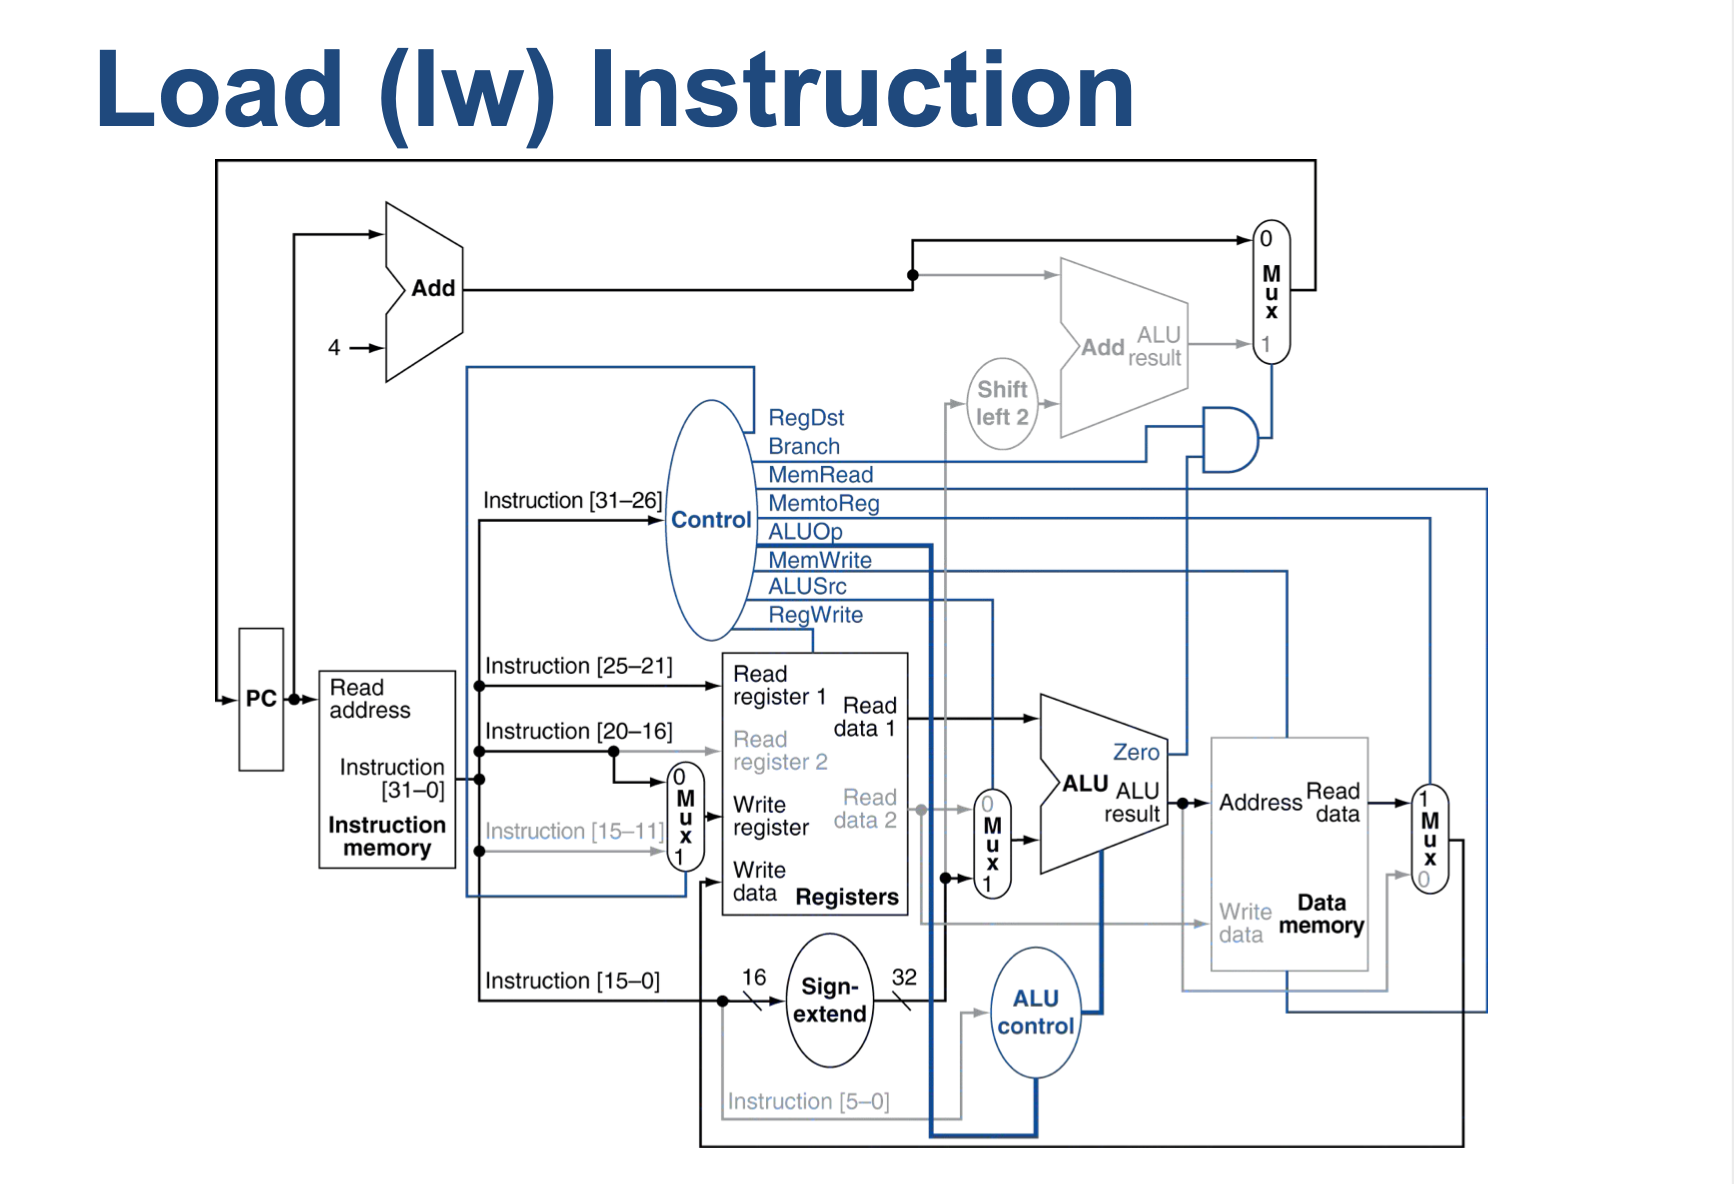 Load (lw) Instruction
0
M
u
x
1
Add
4
Add
ALU
result
Shift
left 2
RegDst
Branch
MemRead
MemtoReg
ALUOp
MemWrite
ALUSrc
RegWrite
Control
Instruction [31–26]
Instruction [25–21]
Instruction [20–16]
Instruction [15–11]
Instruction [15–0]
Instruction [5–0]
PC
Read
address
Instruction
[31–0]
Instruction
memory
0
M
u
x
1
Read
register 1
Read
register 2
Write
register
Write
data
Read
data 1
Read
data 2
Registers
16
Sign-
extend
32
0
M
u
x
1
Zero
ALU
ALU
result
ALU
control
Address
Read
data
Write
data
Data
memory
1
M
u
x
0